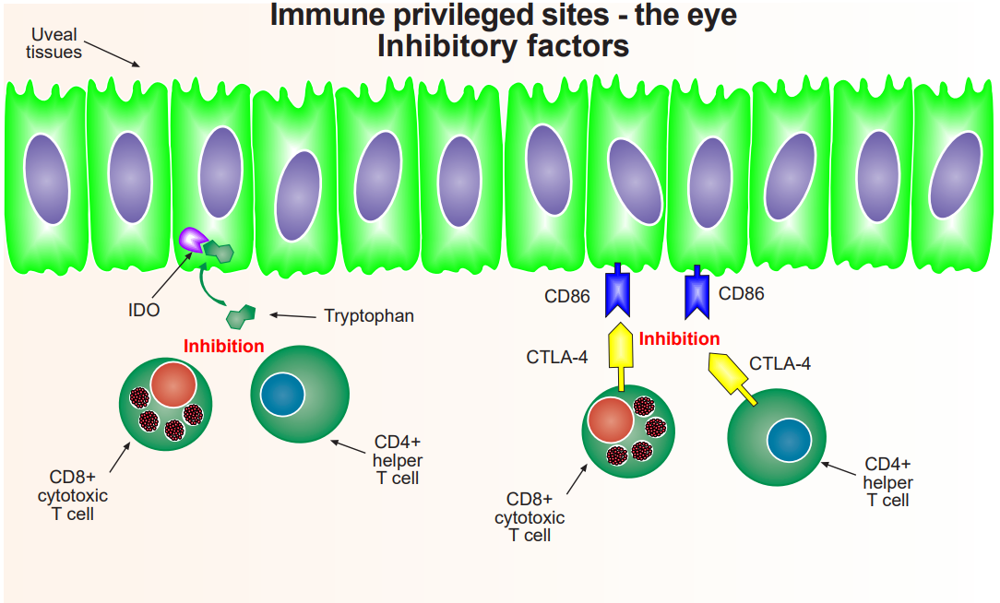 Immune privileged sites - the eye
Inhibitory factors
Uveal
tissues
IDO
Tryptophan
Inhibition
CD8+
cytotoxic
T cell
CD4+
helper
T cell
CD86
CD86
Inhibition
CTLA-4
CTLA-4
CD8+
cytotoxic
T cell
CD4+
helper
T cell